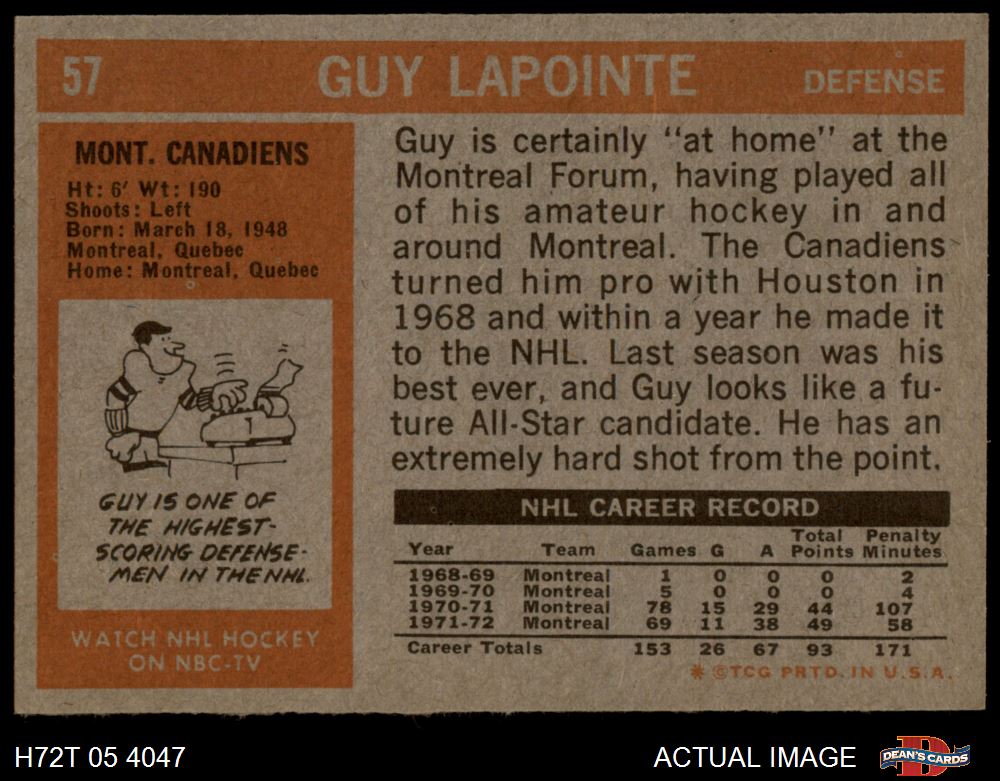 57 GUY LAPOINTE DEFENSE
MONT. CANADIENS
Ht: 6' Wt: 190
Shoots: Left
Born: March 18, 1948
Montreal, Quebec
Home: Montreal, Quebec
1
GUY IS ONE OF
THE HIGHEST-
SCORING DEFENSE-
MEN IN THE NHL.
WATCH NHL HOCKEY
ON NBC-TV
Guy is certainly "at home" at the
Montreal Forum, having played all
of his amateur hockey in and
around Montreal. The Canadiens
turned him pro with Houston in
1968 and within a year he made it
to the NHL. Last season was his
best ever, and Guy looks like a fu-
ture All-Star candidate. He has an
extremely hard shot from the point.
NHL CAREER RECORD
Year Team Games G A Total Points Penalty Minutes
1968-69 Montreal 1 0 0 0 2
1969-70 Montreal 5 0 0 0 4
1970-71 Montreal 78 15 29 44 107
1971-72 Montreal 69 11 38 49 58
Career Totals 153 26 67 93 171
* ©TCG PRTD. IN U.S.A.
H72T 05 4047 ACTUAL IMAGE DEAN'S CARDS